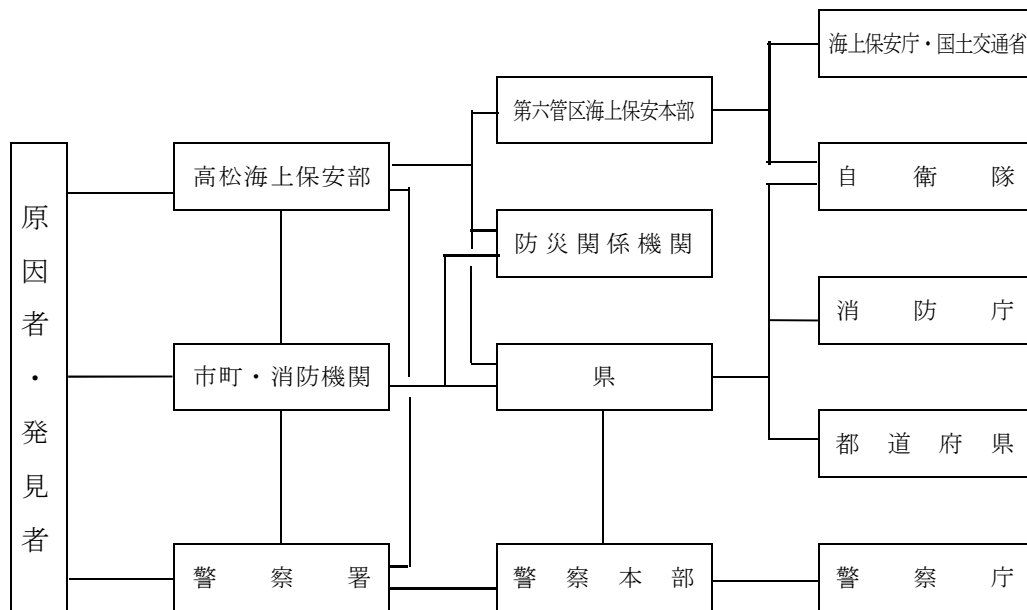 海上保安庁・国土交通省
第六管区海上保安本部
原因者・発見者
高松海上保安部
自衛隊
防災関係機関
消防庁
市町・消防機関
県
都道府県
警察署
警察本部
警察庁